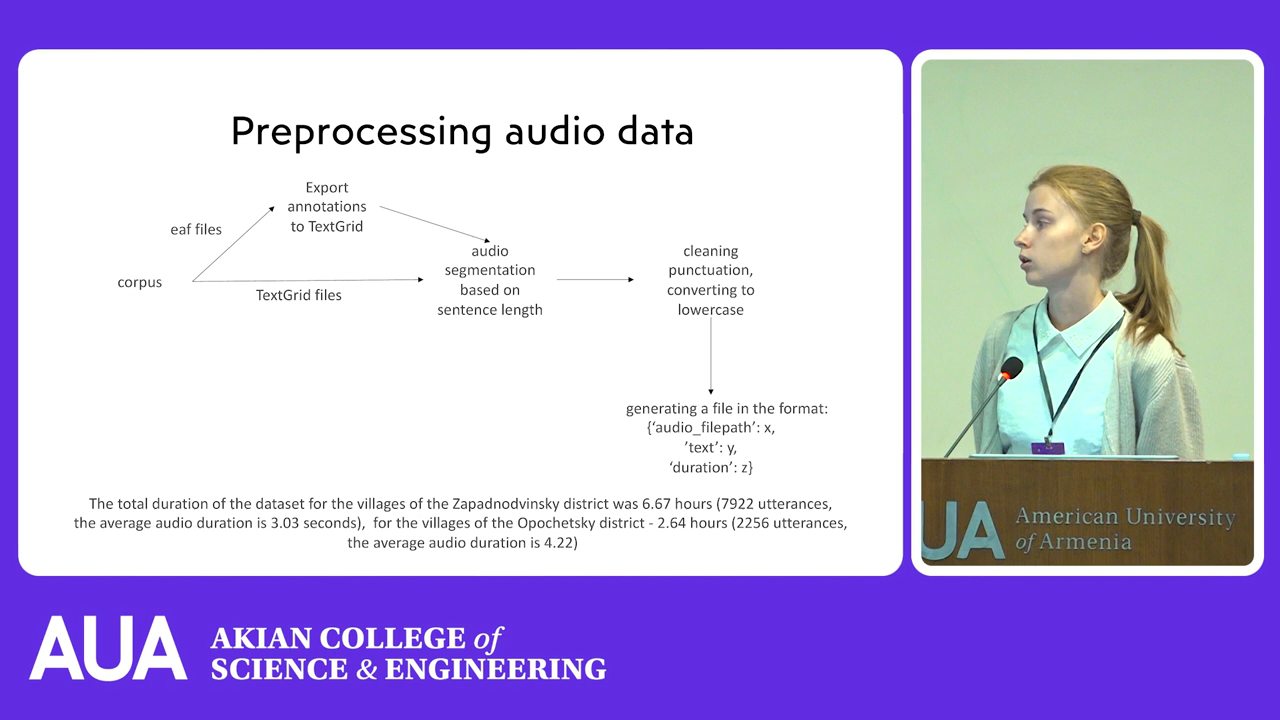 Preprocessing audio data
Export
annotations
to TextGrid
eaf files
corpus
TextGrid files
audio
segmentation
based on
sentence length
cleaning
punctuation,
converting to
lowercase
generating a file in the format:
{‘audio_filepath’: x,
’text’: y,
‘duration’: z}
The total duration of the dataset for the villages of the Zapadnodvinsky district was 6.67 hours (7922 utterances,
the average audio duration is 3.03 seconds), for the villages of the Opochetsky district - 2.64 hours (2256 utterances,
the average audio duration is 4.22)
UA American University
of Armenia
AUA AKIAN COLLEGE of
SCIENCE & ENGINEERING